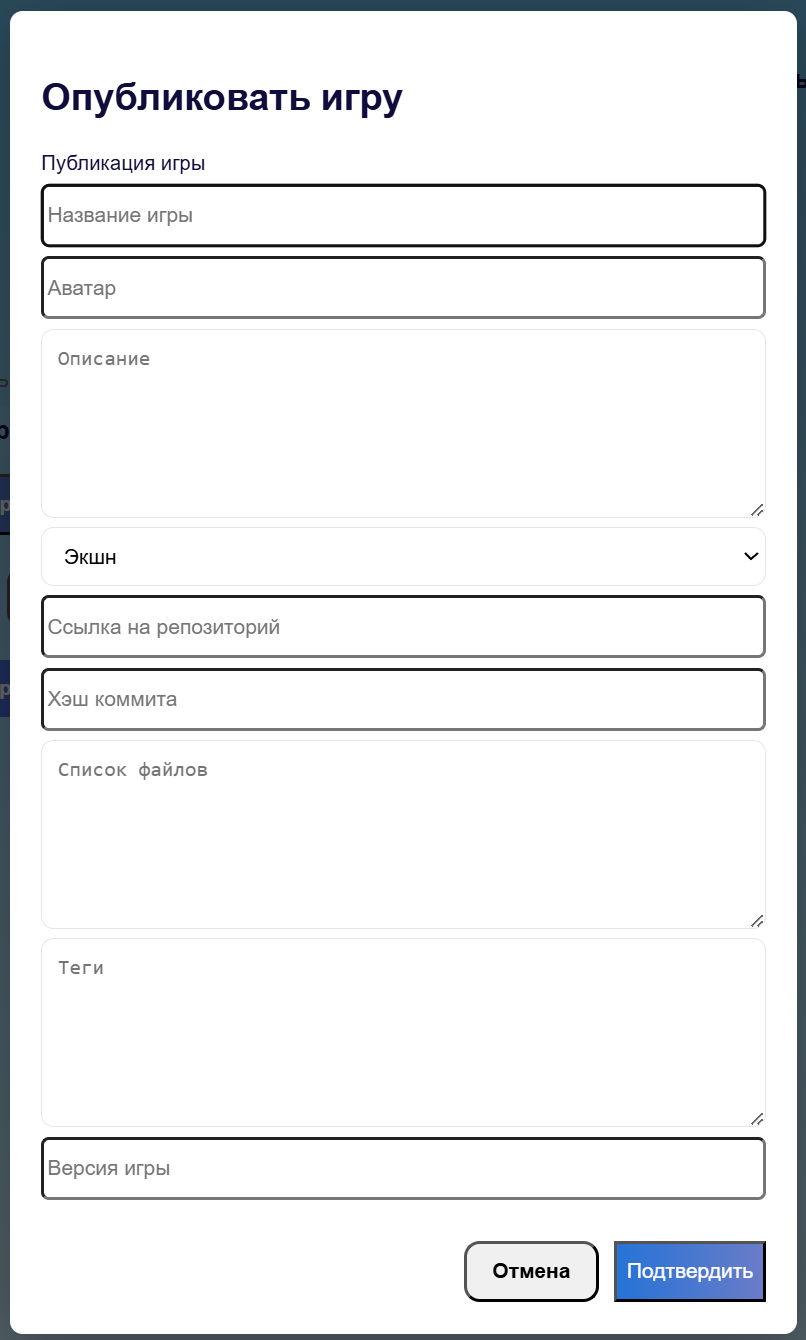 Опубликовать игру
Публикация игры
Название игры
Аватар
Описание
Экшн
Ссылка на репозиторий
Хэш коммита
Список файлов
Теги
Версия игры
Отмена
Подтвердить